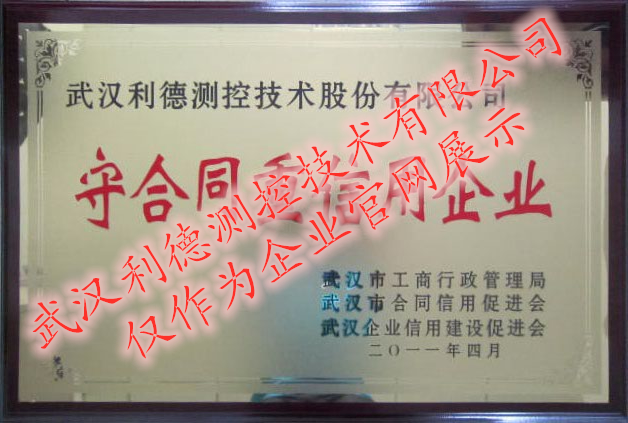 武汉利德测控技术股份有限公司
守合同重信用企业
武汉市工商行政管理局
武汉市合同信用促进会
武汉企业信用建设促进会
二〇一一年四月
武汉利德测控技术有限公司
仅作为企业官网展示